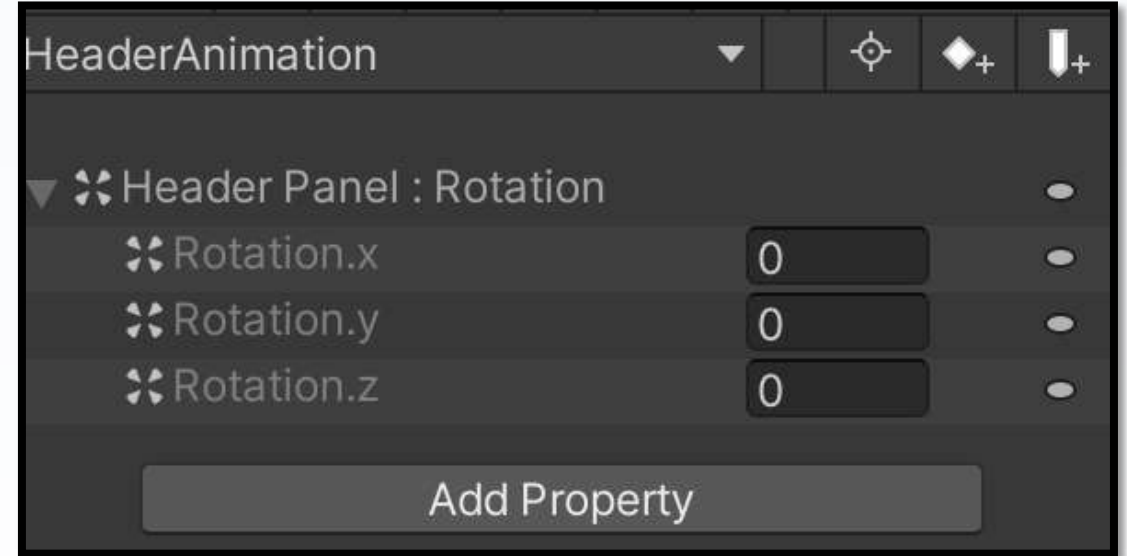 HeaderAnimation
Header Panel : Rotation
Rotation.x 0
Rotation.y 0
Rotation.z 0
Add Property